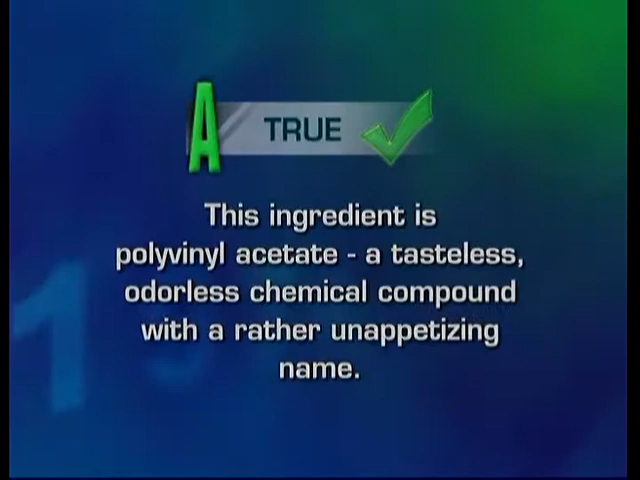 A TRUE
This ingredient is
polyvinyl acetate - a tasteless,
odorless chemical compound
with a rather unappetizing
name.